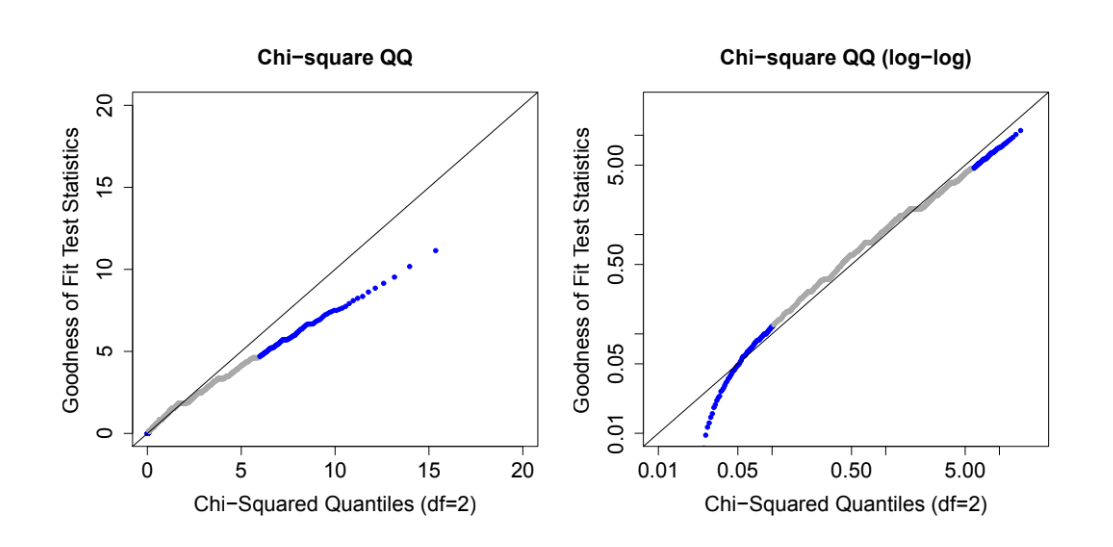 Chi−square QQ
Goodness of Fit Test Statistics
20
15
10
5
0
0 5 10 15 20
Chi−Squared Quantiles (df=2)
Chi−square QQ (log−log)
Goodness of Fit Test Statistics
5.00
0.50
0.05
0.01
0.01 0.05 0.50 5.00
Chi−Squared Quantiles (df=2)